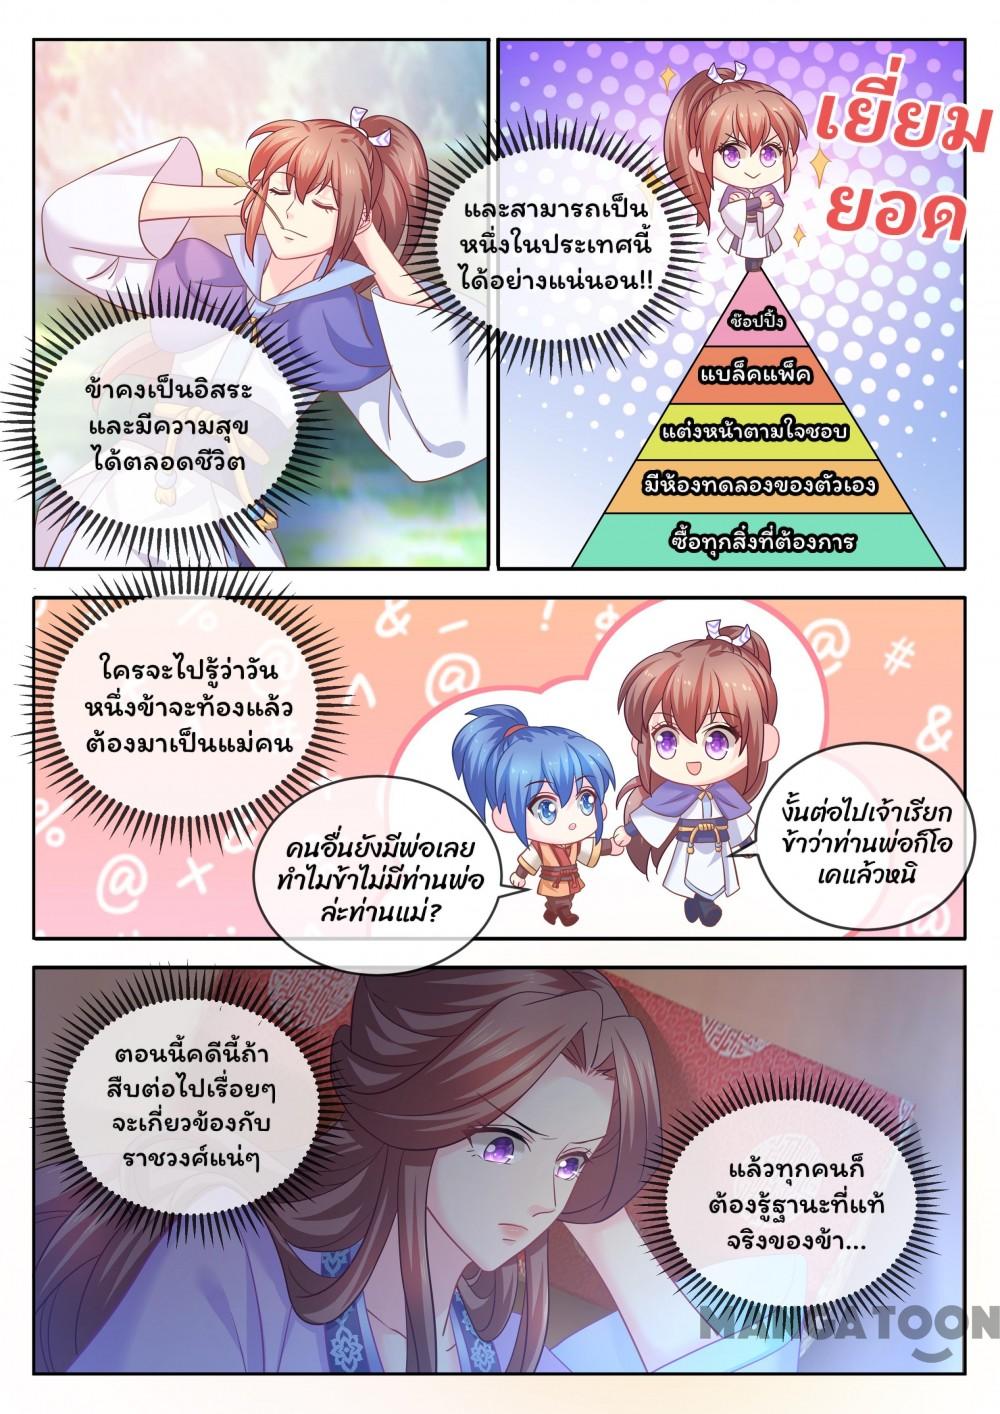 ข้าคงเป็นอิสระ
และมีความสุข
ได้ตลอดชีวิต
และสามารถเป็น
หนึ่งในประเทศนี้
ได้อย่างแน่นอน!!
เยี่ยม
ยอด
ช๊อปปิ้ง
แบล็คแพ็ค
แต่งหน้าตามใจชอบ
มีห้องทดลองของตัวเอง
ซื้อทุกสิ่งที่ต้องการ
ใครจะไปรู้ว่าวัน
หนึ่งข้าจะท้องแล้ว
ต้องมาเป็นแม่คน
คนอื่นยังมีพ่อเลย
ทำไมข้าไม่มีท่านพ่อ
ล่ะท่านแม่?
งั้นต่อไปเจ้าเรียก
ข้าว่าท่านพ่อก็โอ
เคแล้วหนิ
ตอนนี้คดีนี้ถ้า
สืบต่อไปเรื่อยๆ
จะเกี่ยวข้องกับ
ราชวงศ์แน่ๆ
แล้วทุกคนก็
ต้องรู้ฐานะที่แท้
จริงของข้า...
MANGATOON